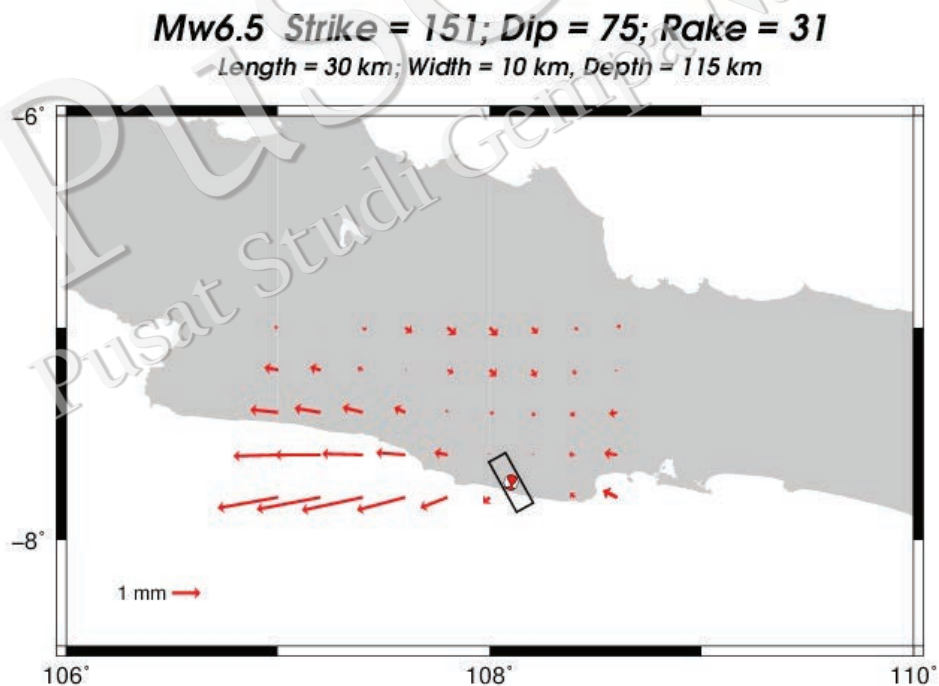 Mw6.5 Strike = 151; Dip = 75; Rake = 31
Length = 30 km; Width = 10 km, Depth = 115 km
Pusat Studi Gempa
-6˚
-8˚
1 mm
106˚
108˚
110˚